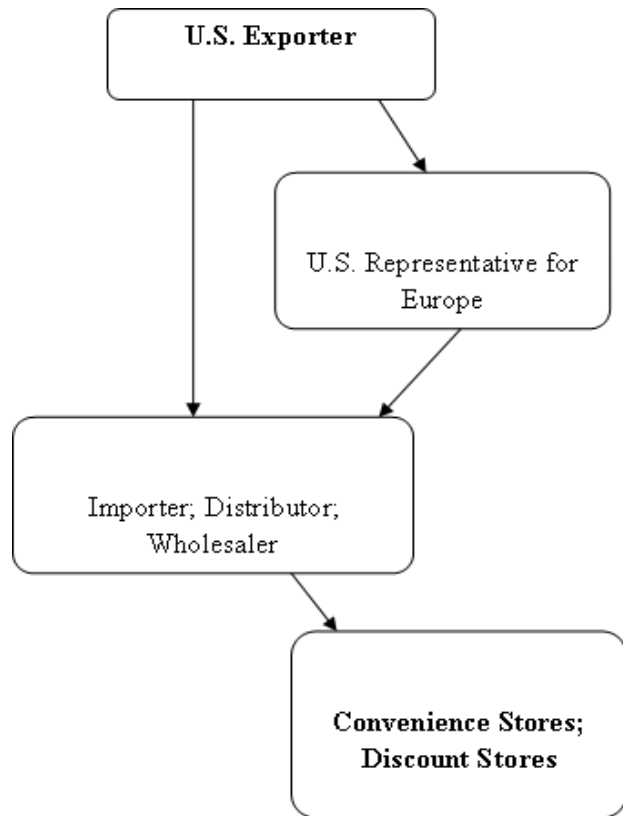 U.S. Exporter
U.S. Representative for
Europe
Importer; Distributor;
Wholesaler
Convenience Stores;
Discount Stores